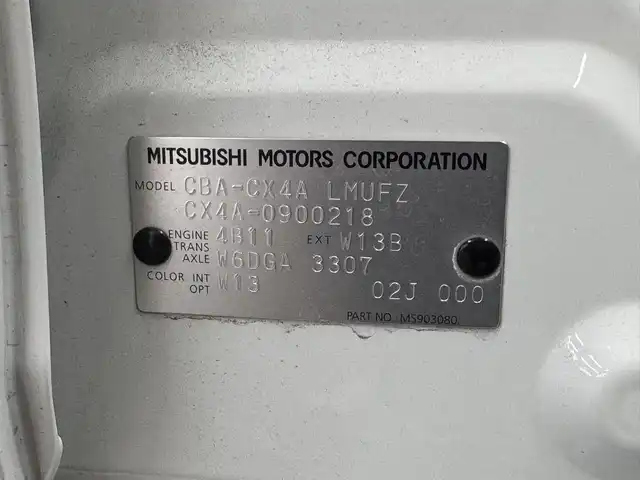 MITSUBISHI MOTORS CORPORATION
MODEL CBA-CX4A LMUFZ
CX4A-0900218
ENGINE 4B11 EXT W13B
TRANS AXLE W6DGA 3307
COLOR INT OPT W13 02J 000
PART NO. MS903080